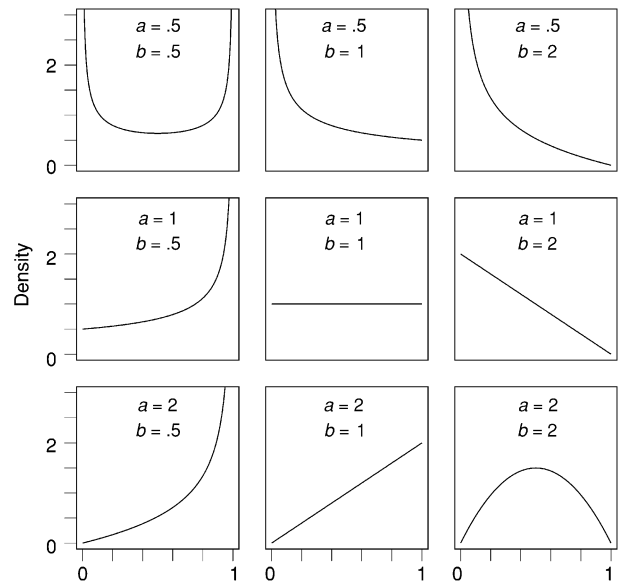 a = .5
b = .5
a = .5
b = 1
a = .5
b = 2
2
0
a = 1
b = .5
a = 1
b = 1
a = 1
b = 2
2
0
Density
a = 2
b = .5
a = 2
b = 1
a = 2
b = 2
2
0
0 1 0 1 0 1